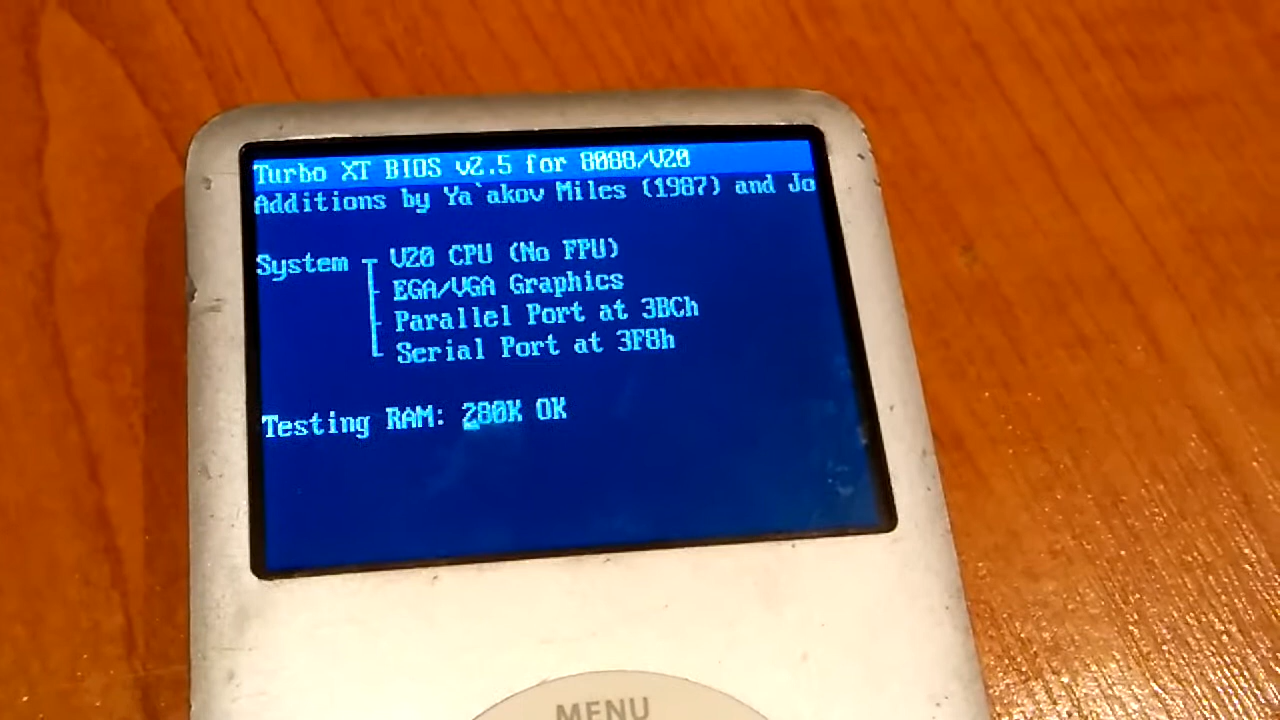 Turbo XT BIOS v2.5 for 8088/V20
Additions by Ya`akov Miles (1987) and Jo
System V20 CPU (No FPU)
EGA/VGA Graphics
Parallel Port at 3BCh
Serial Port at 3F8h
Testing RAM: 280K OK
MENU